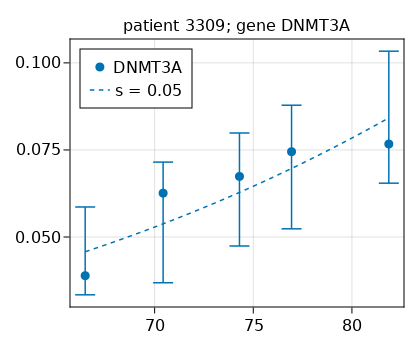 patient 3309; gene DNMT3A
DNMT3A
s = 0.05
0.100
0.075
0.050
70 75 80